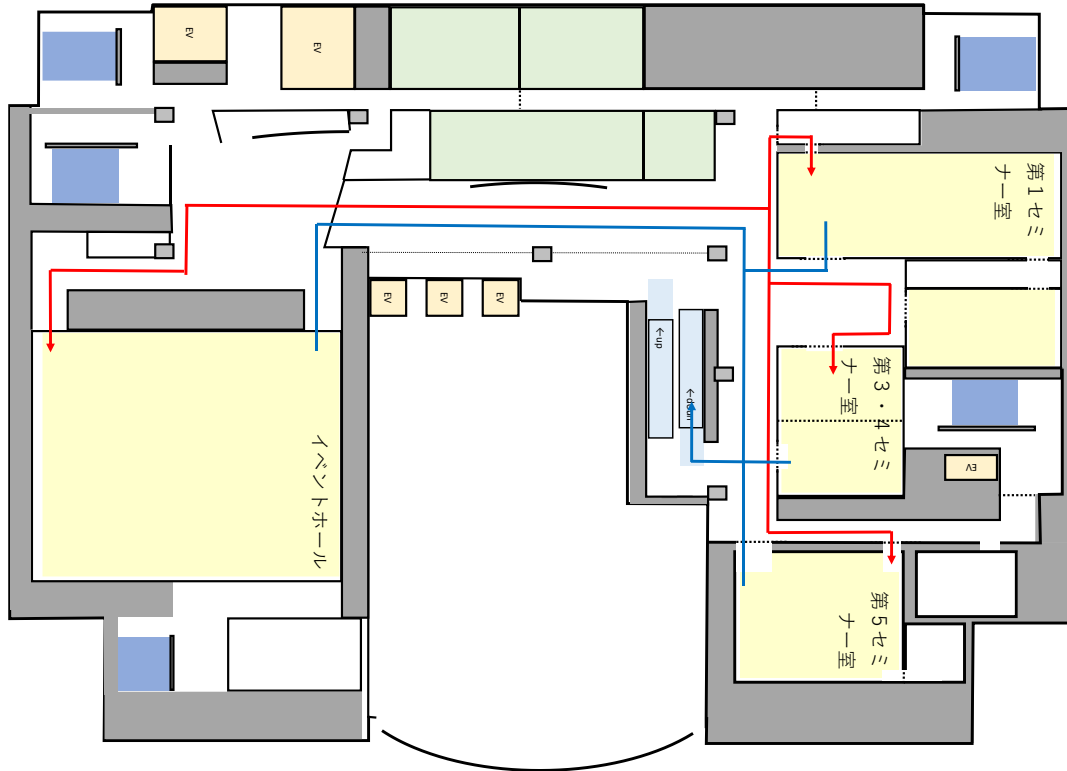 EV
EV
第1セミ
ナー室
EV
EV
EV
←up
←down
第3・4セミ
ナー室
イベントホール
EV
第5セミ
ナー室